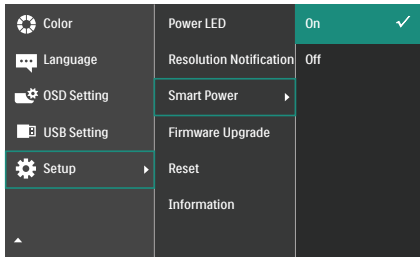 Color
Language
OSD Setting
USB Setting
Setup
Power LED
Resolution Notification
Smart Power
Firmware Upgrade
Reset
Information
On
Off